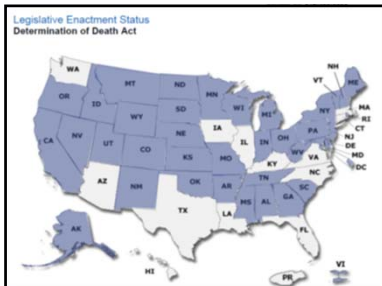 Legislative Enactment Status
Determination of Death Act
WA
MT
ND
MN
OR
ID
SD
WI
MI
WY
NV
NE
IA
CA
UT
CO
KS
MO
IL
IN
OH
KY
WV
VA
PA
NY
VT
NH
ME
MA
RI
CT
NJ
DE
MD
DC
AZ
NM
OK
AR
TN
NC
SC
TX
LA
MS
AL
GA
FL
AK
HI
PR
VI